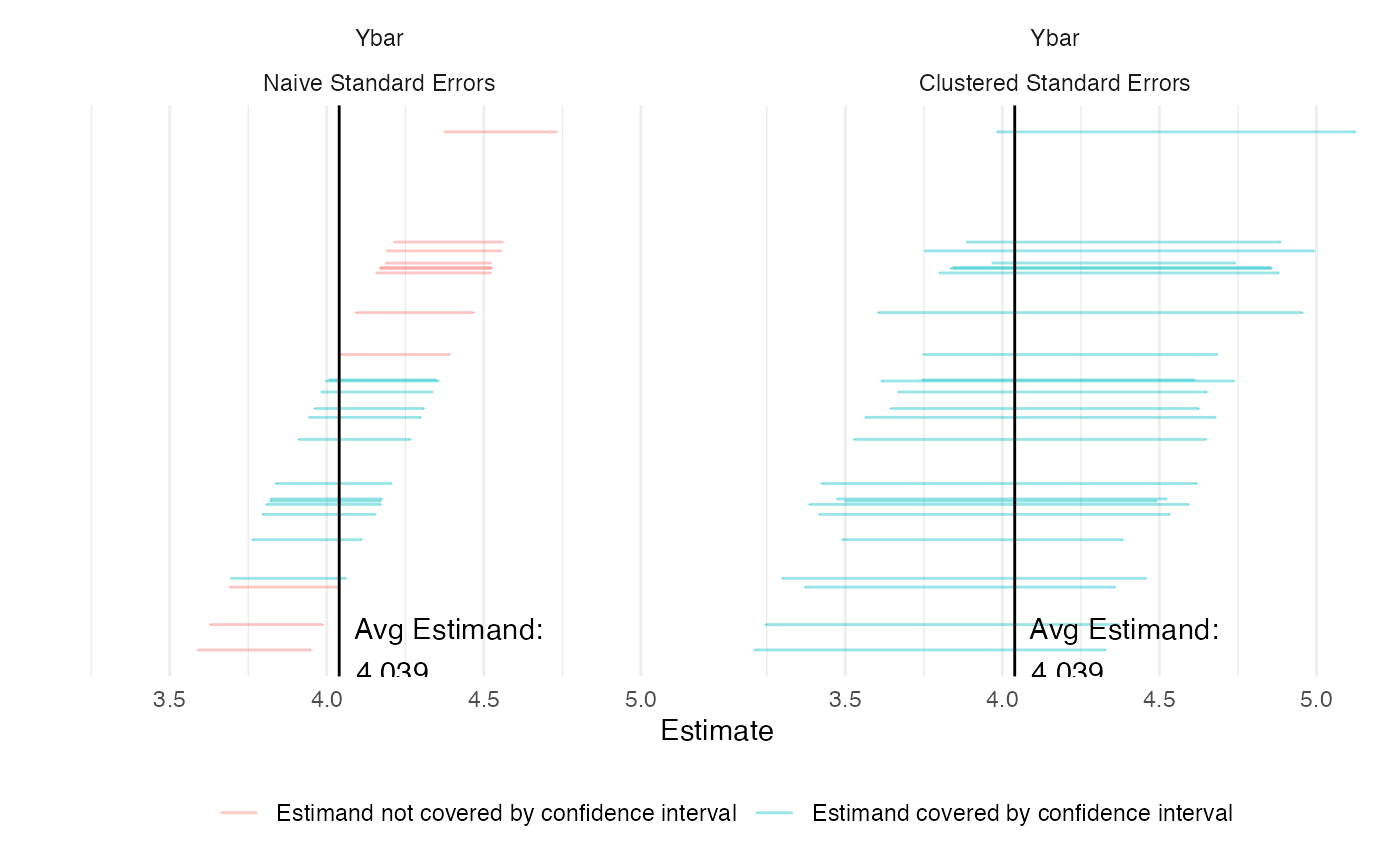 Ybar
Ybar
Naive Standard Errors
Clustered Standard Errors
Avg Estimand:
4.039
Avg Estimand:
4.039
3.5 4.0 4.5 5.0
3.5 4.0 4.5 5.0
Estimate
Estimand not covered by confidence interval
Estimand covered by confidence interval